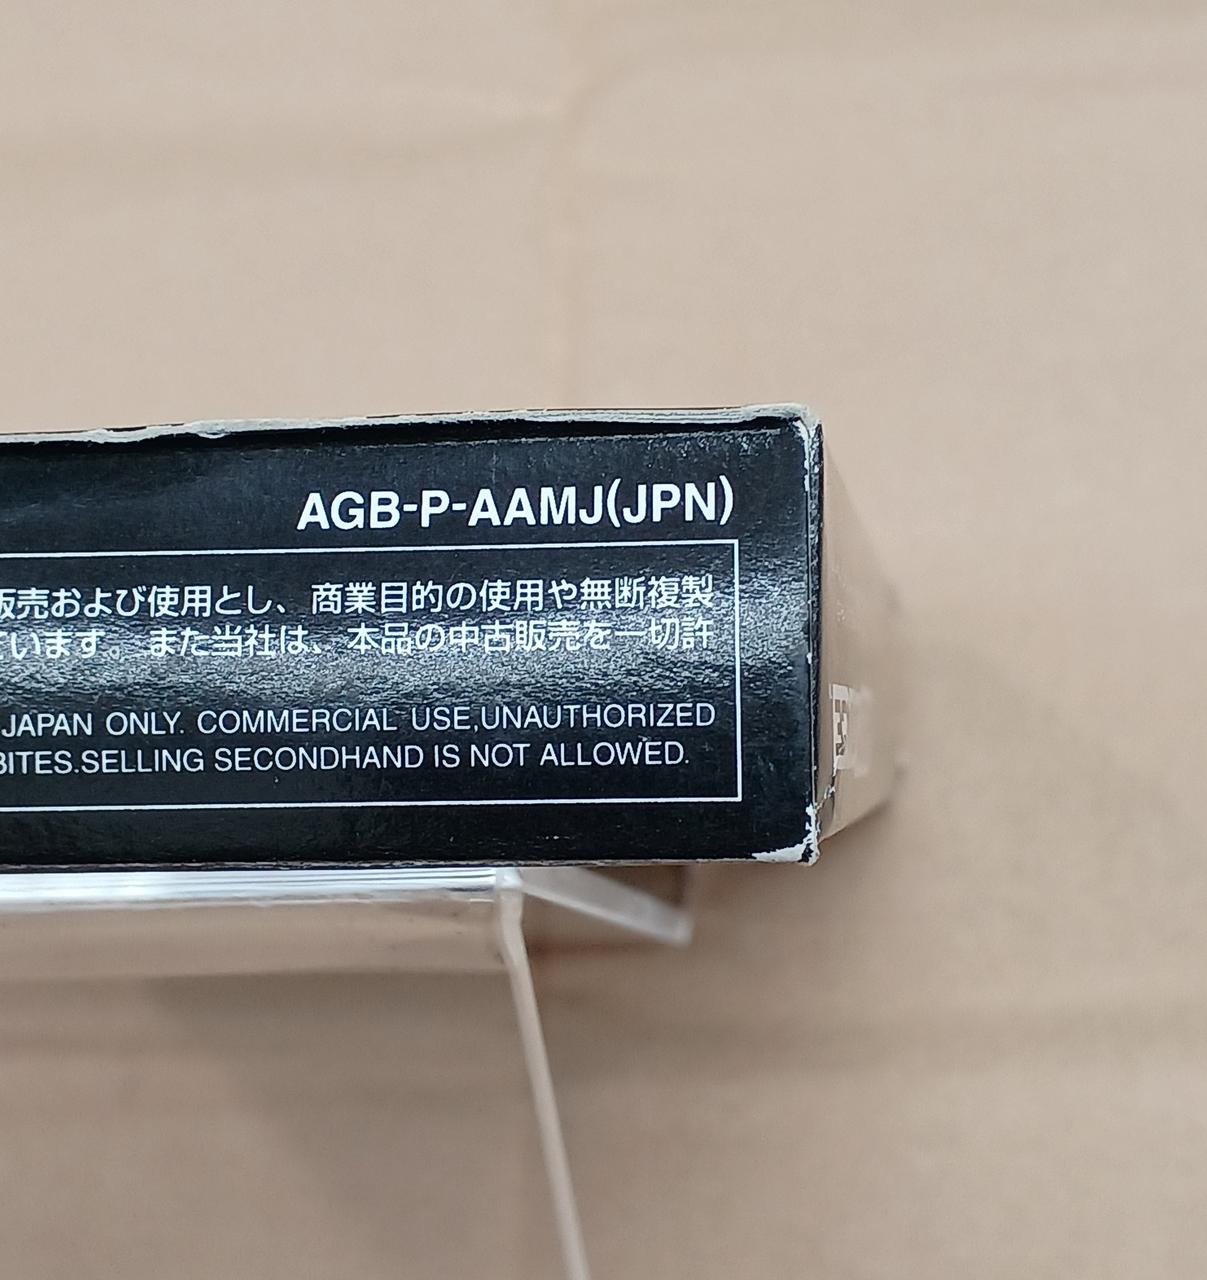 AGB-P-AAMJ(JPN)
販売および使用とし、商業目的の使用や無断複製
ています。また当社は、本品の中古販売を一切許
JAPAN ONLY. COMMERCIAL USE,UNAUTHORIZED
BITES.SELLING SECONDHAND IS NOT ALLOWED.